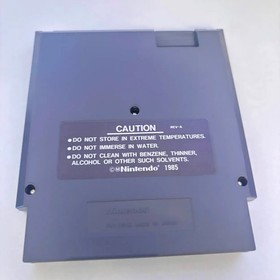 CAUTION
REV-A
●DO NOT STORE IN EXTREME TEMPERATURES.
●DO NOT IMMERSE IN WATER.
●DO NOT CLEAN WITH BENZENE, THINNER,
ALCOHOL OR OTHER SUCH SOLVENTS.
©®Nintendo® 1985